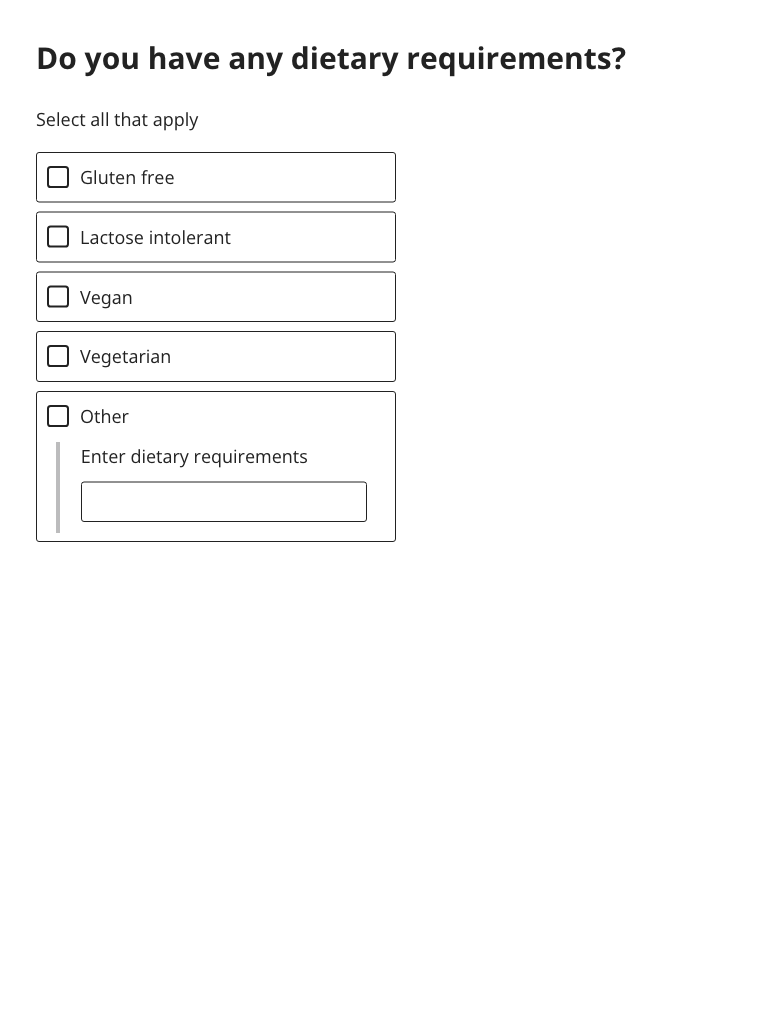 Do you have any dietary requirements?
Select all that apply
Gluten free
Lactose intolerant
Vegan
Vegetarian
Other
Enter dietary requirements